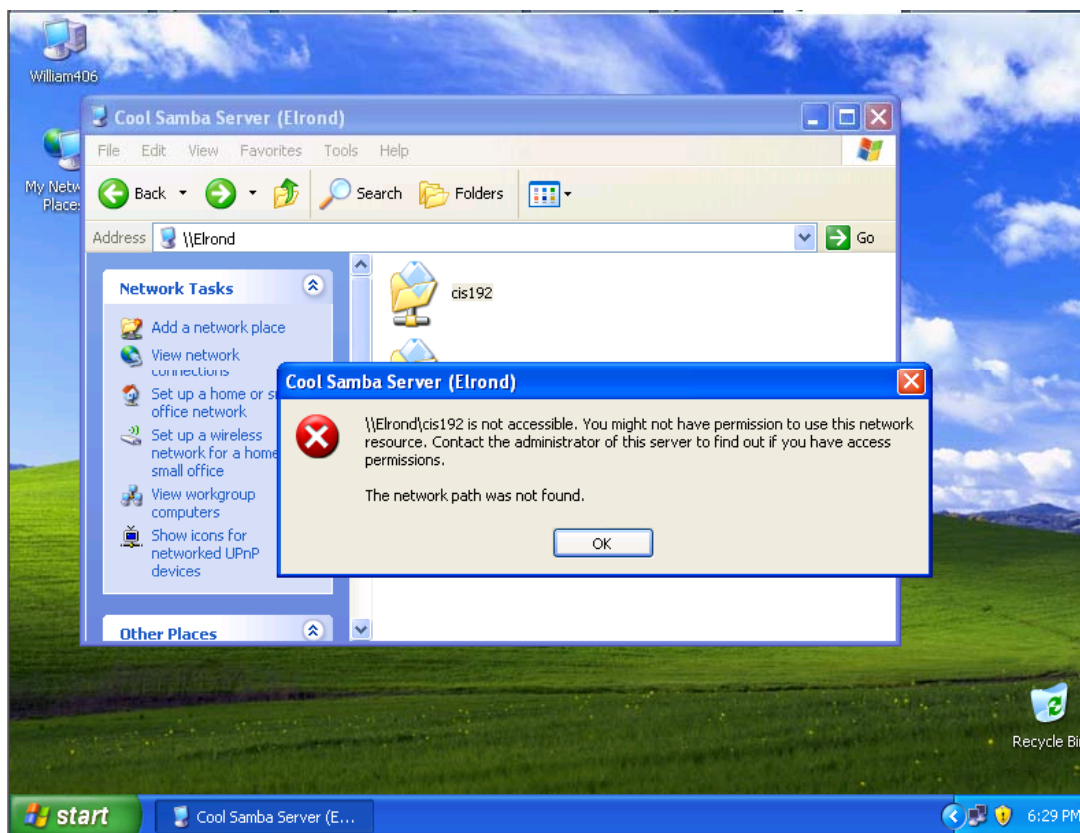 William406
My Netw
Place
Cool Samba Server (Elrond)
File Edit View Favorites Tools Help
Back Search Folders
Address \\Elrond Go
Network Tasks
Add a network place
View network
connections
Set up a home or s
office network
Set up a wireless
network for a home
small office
View workgroup
computers
Show icons for
networked UPnP
devices
Other Places
cis192
Cool Samba Server (Elrond)
\\Elrond\cis192 is not accessible. You might not have permission to use this network
resource. Contact the administrator of this server to find out if you have access
permissions.
The network path was not found.
OK
Recycle Bi
start
Cool Samba Server (E...
6:29 PM